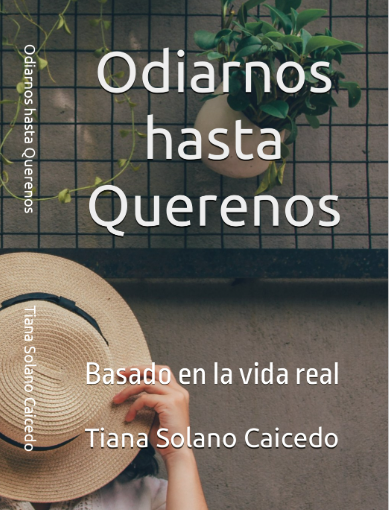 Odiarnos hasta Querenos
Tiana Solano Caicedo
Odiarnos
hasta
Querenos
Basado en la vida real
Tiana Solano Caicedo